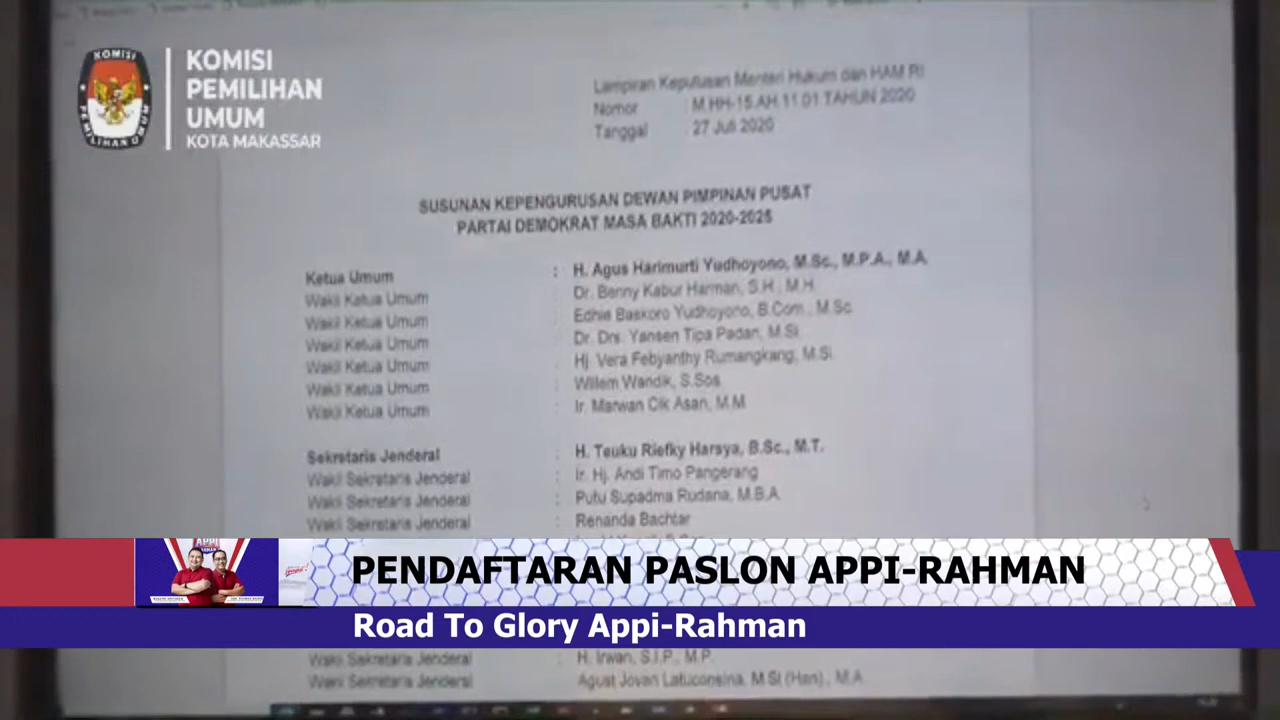 KOMISI
PEMILIHAN
UMUM
KOTA MAKASSAR
KOMISI
PEMILIHAN UMUM
Lampiran Keputusan Menteri Hukum dan HAM RI
Nomor : M.HH-15.AH.11.01 TAHUN 2020
Tanggal : 27 Juli 2020
SUSUNAN KEPENGURUSAN DEWAN PIMPINAN PUSAT
PARTAI DEMOKRAT MASA BAKTI 2020-2025
Ketua Umum : H. Agus Harimurti Yudhoyono, M.Sc., M.P.A., M.A.
Wakil Ketua Umum : Dr. Benny Kabur Harman, S.H., M.H.
Wakil Ketua Umum : Edhie Baskoro Yudhoyono, B.Com., M.Sc.
Wakil Ketua Umum : Dr. Drs. Yansen Tipa Padan, M.Si.
Wakil Ketua Umum : Hj. Vera Febyanthy Rumangkang, M.Si.
Wakil Ketua Umum : Willem Wandik, S.Sos
Wakil Ketua Umum : Ir. Marwan Cik Asan, M.M.
Sekretaris Jenderal : H. Teuku Riefky Harsya, B.Sc., M.T.
Wakil Sekretaris Jenderal : Ir. Hj. Andi Timo Pangerang
Wakil Sekretaris Jenderal : Putu Supadma Rudana, M.B.A.
Wakil Sekretaris Jenderal : Renanda Bachtar
APPI
PENDAFTARAN PASLON APPI-RAHMAN
Road To Glory Appi-Rahman
Wakil Sekretaris Jenderal : H. Irwan, S.I.P., M.P.
Wakil Sekretaris Jenderal : Agust Jovan Latuconsina, M.Si (Han)., M.A.